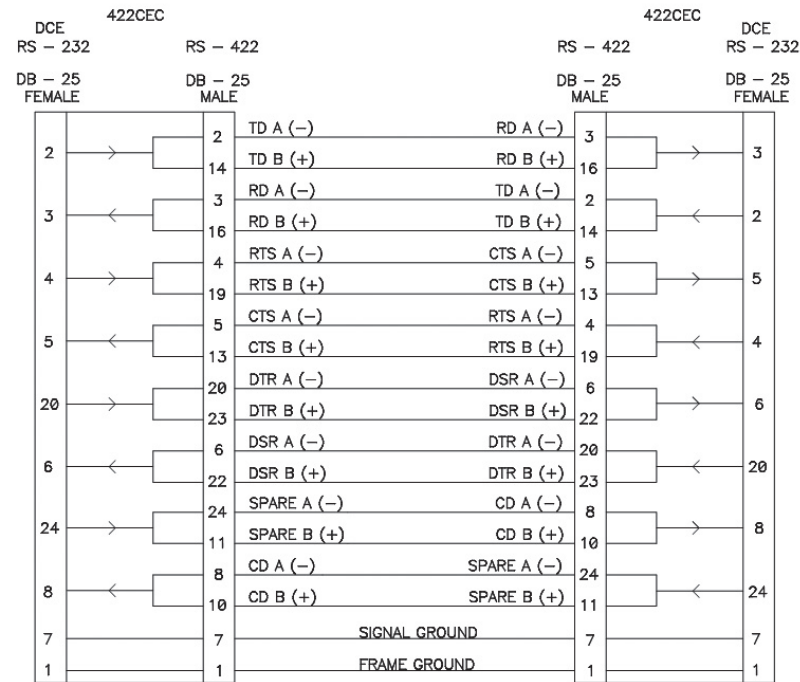 422CEC 422CEC
DCE DCE
RS – 232 RS – 422 RS – 422 RS – 232
DB – 25 DB – 25 DB – 25 DB – 25
FEMALE MALE MALE FEMALE
2 TD A (–) RD A (–) 3
2 3
14 TD B (+) RD B (+) 16
3 RD A (–) TD A (–) 2
3 2
16 RD B (+) TD B (+) 14
4 RTS A (–) CTS A (–) 5
4 5
19 RTS B (+) CTS B (+) 13
5 CTS A (–) RTS A (–) 4
5 4
13 CTS B (+) RTS B (+) 19
20 DTR A (–) DSR A (–) 6
20 6
23 DTR B (+) DSR B (+) 22
6 DSR A (–) DTR A (–) 20
6 20
22 DSR B (+) DTR B (+) 23
24 SPARE A (–) CD A (–) 8
24 8
11 SPARE B (+) CD B (+) 10
8 CD A (–) SPARE A (–) 24
8 24
10 CD B (+) SPARE B (+) 11
7 7 SIGNAL GROUND 7 7
1 1 FRAME GROUND 1 1